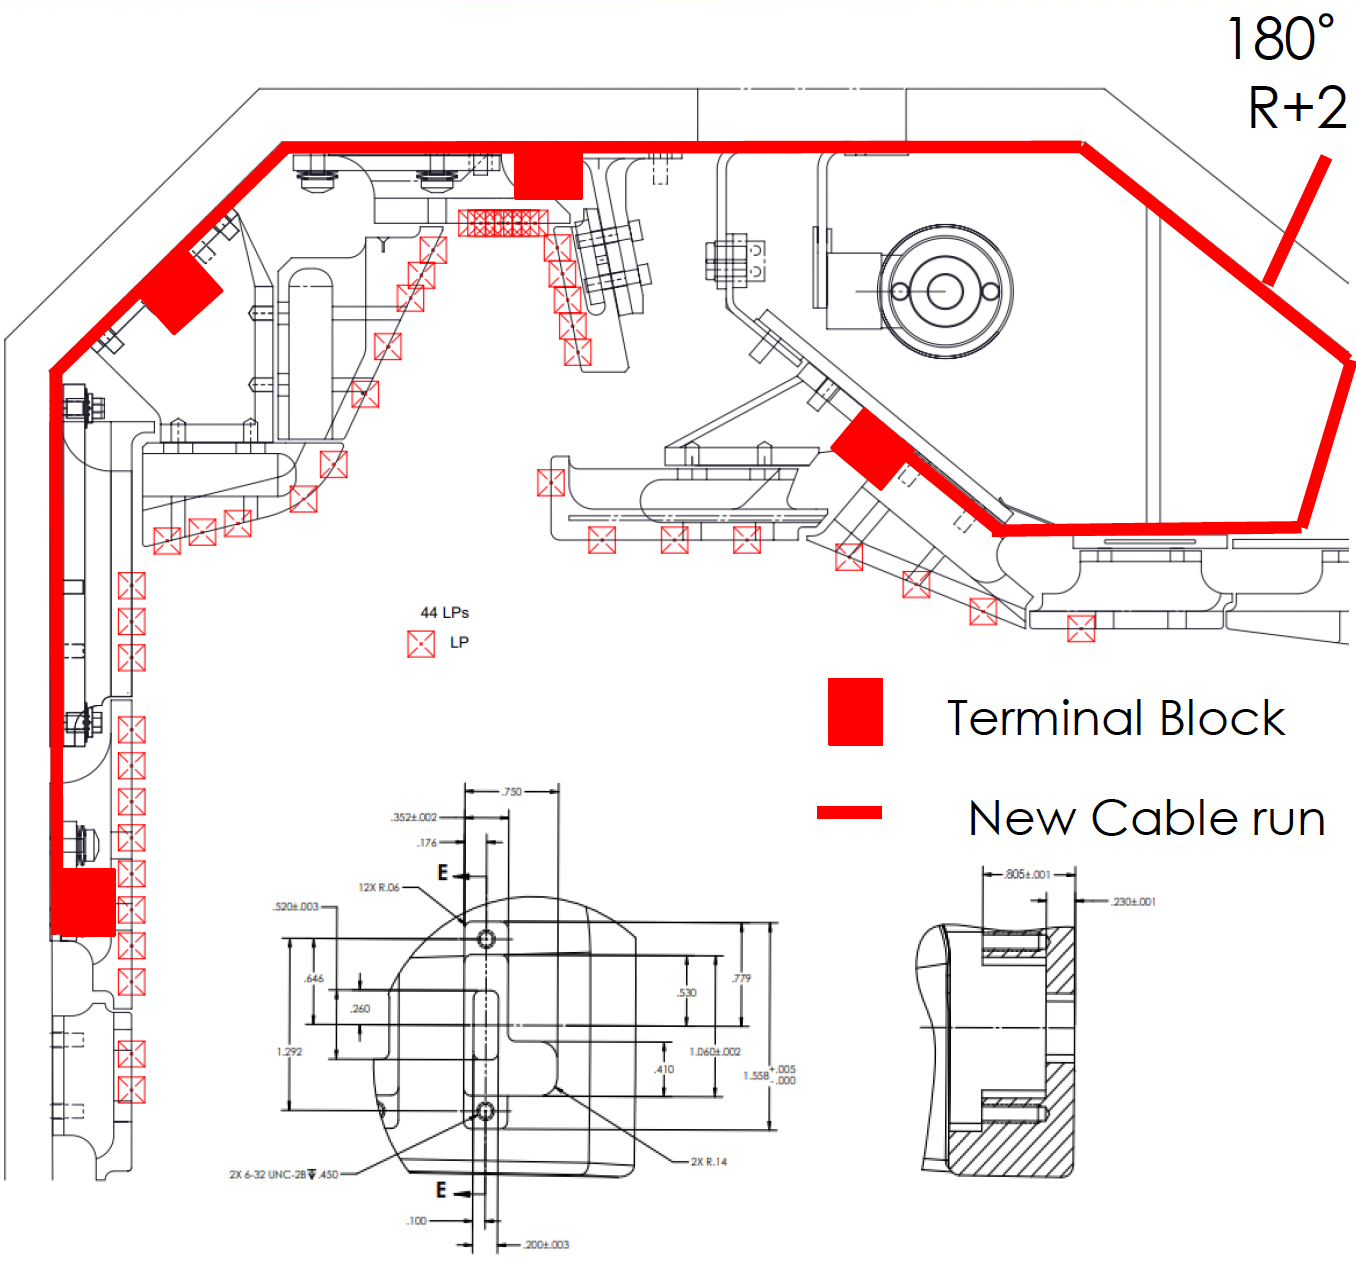 180°
R+2
44 LPs
LP
Terminal Block
New Cable run
.750
.352±.002
.176
E
12X R.06
.520±.003
.646
.260
1.292
.530
.779
1.060±.002
.410
1.558 +.005
-.000
2X R.14
2X 6-32 UNC-2B ↧ .450
E
.100
.200±.003
.805±.001
.230±.001